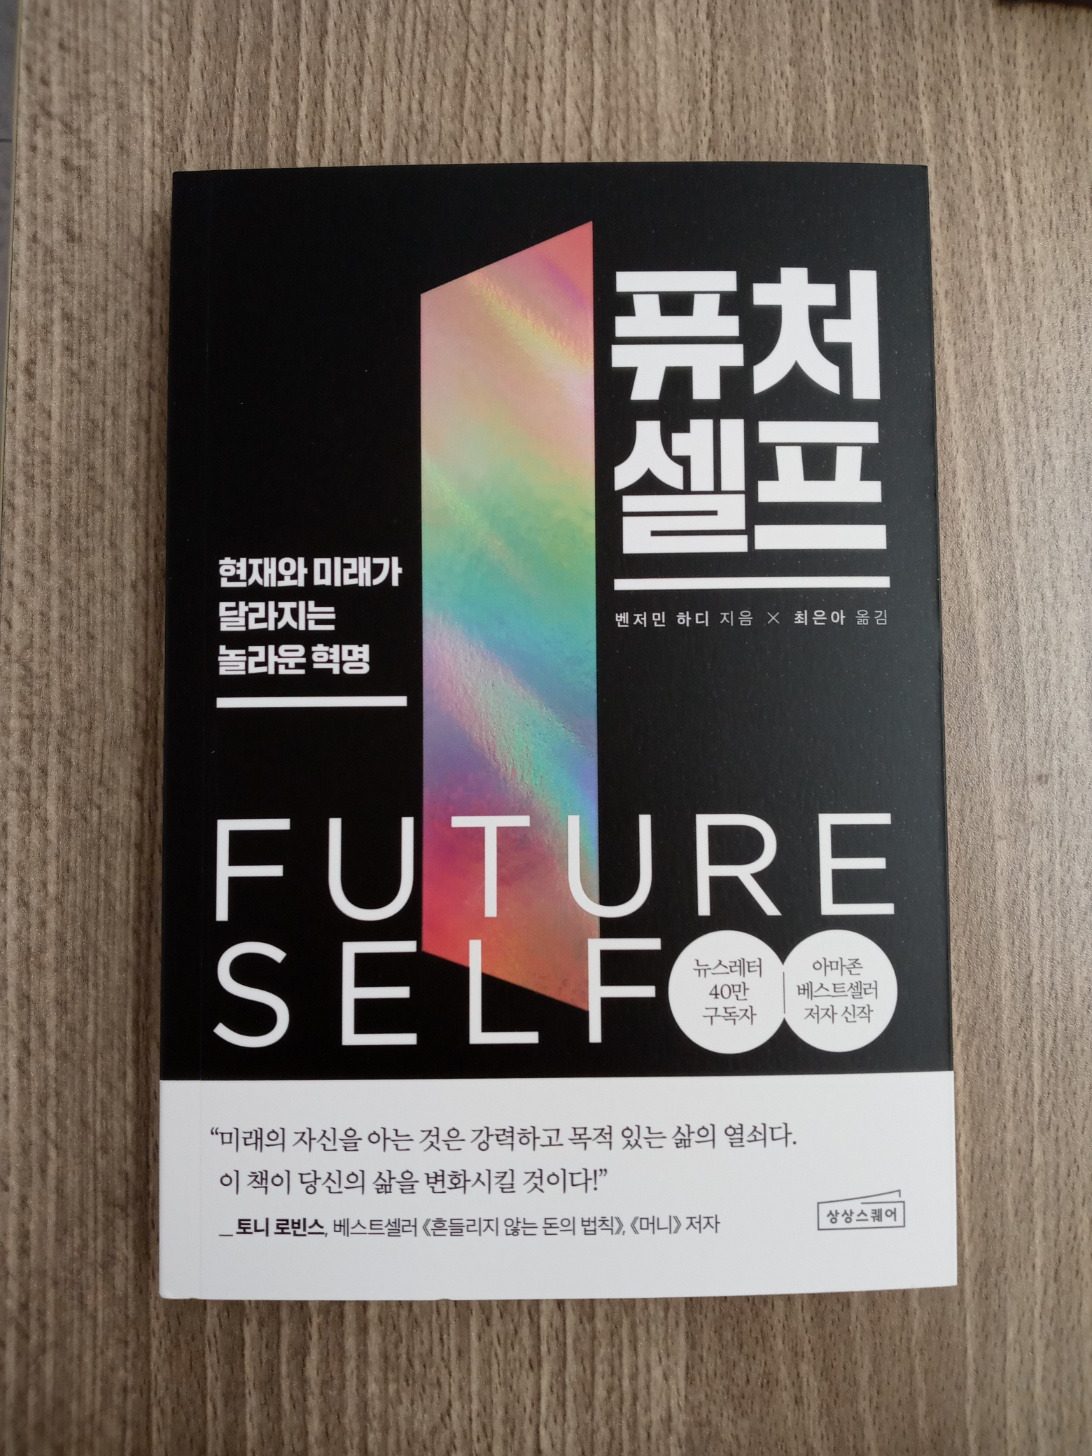 퓨처
셀프
벤저민 하디 지음 × 최은아 옮김
현재와 미래가
달라지는
놀라운 혁명
FUTURE
SELF
뉴스레터
40만
구독자
아마존
베스트셀러
저자 신작
“미래의 자신을 아는 것은 강력하고 목적 있는 삶의 열쇠다.
이 책이 당신의 삶을 변화시킬 것이다!”
_토니 로빈스, 베스트셀러 《흔들리지 않는 돈의 법칙》, 《머니》 저자
상상스퀘어